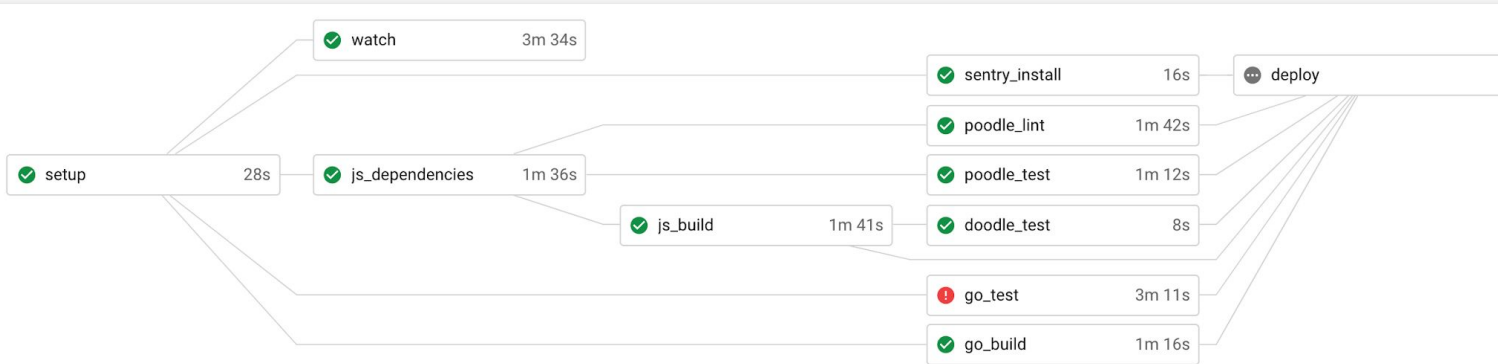 watch 3m 34s
sentry_install 16s
deploy
poodle_lint 1m 42s
setup 28s
js_dependencies 1m 36s
poodle_test 1m 12s
js_build 1m 41s
doodle_test 8s
go_test 3m 11s
go_build 1m 16s